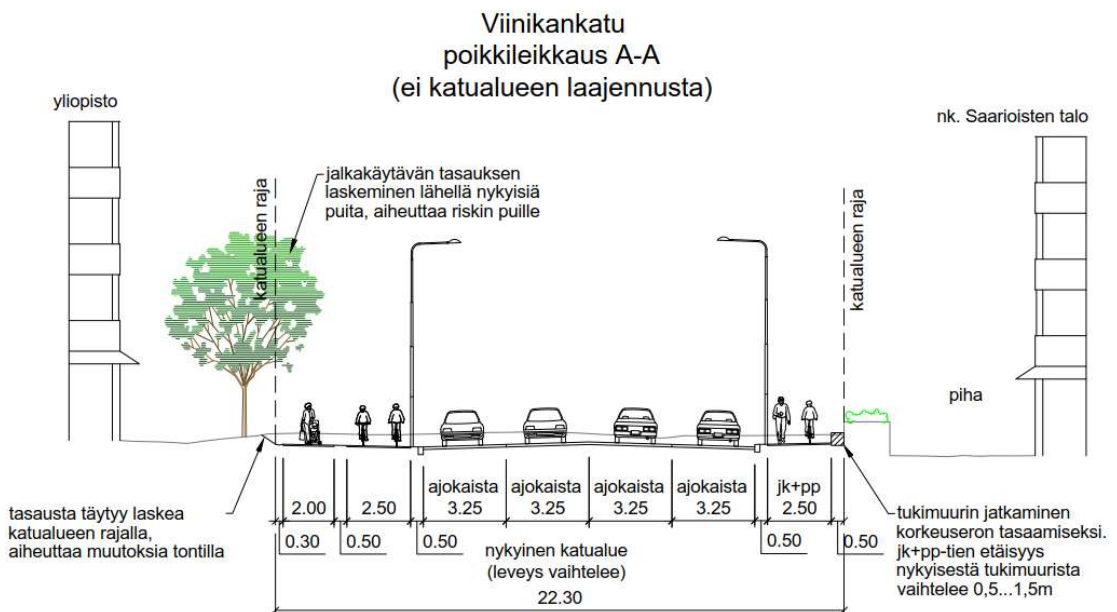 Viinikankatu
poikkileikkaus A-A
(ei katualueen laajennusta)
yliopisto
nk. Saarioisten talo
katualueen raja
jalkakäytävän tasauksen
laskeminen lähellä nykyisiä
puita, aiheuttaa riskin puille
katualueen raja
piha
tasausta täytyy laskea
katualueen rajalla,
aiheuttaa muutoksia tontilla
2.00
2.50
ajokaista
3.25
ajokaista
3.25
ajokaista
3.25
ajokaista
3.25
jk+pp
2.50
0.30
0.50
0.50
0.50
0.50
nykyinen katualue
(leveys vaihtelee)
22.30
tukimuurin jatkaminen
korkeuseron tasaamiseksi.
jk+pp-tien etäisyys
nykyisestä tukimuurista
vaihtelee 0,5...1,5m